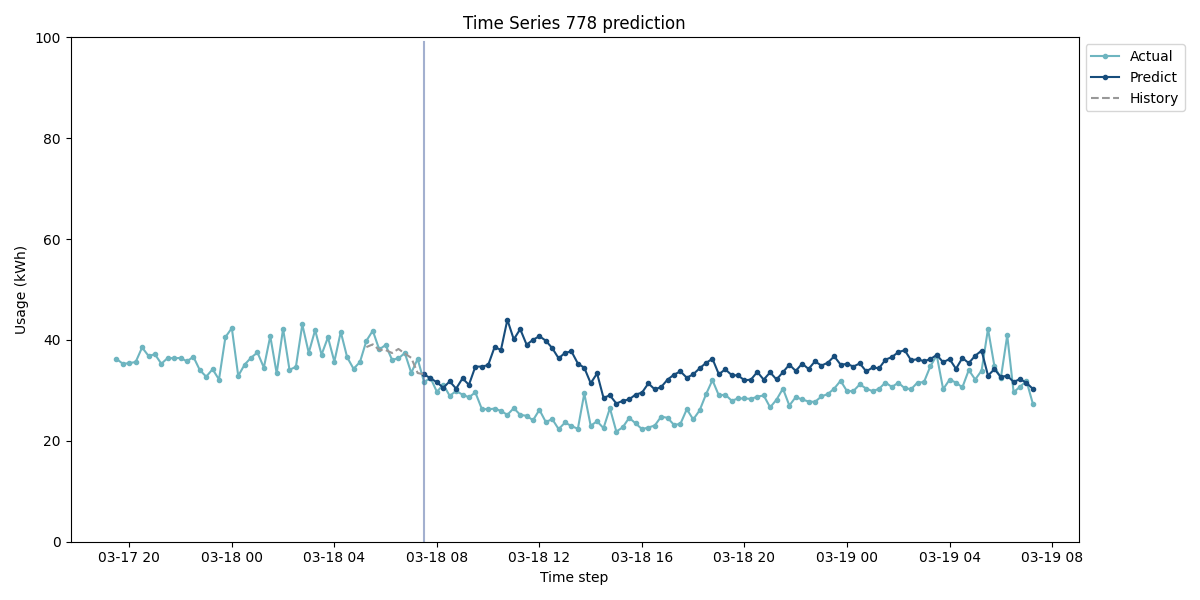 Time Series 778 prediction
100
80
60
40
20
0
Usage (kWh)
03-17 20
03-18 00
03-18 04
03-18 08
03-18 12
03-18 16
03-18 20
03-19 00
03-19 04
03-19 08
Time step
Actual
Predict
History